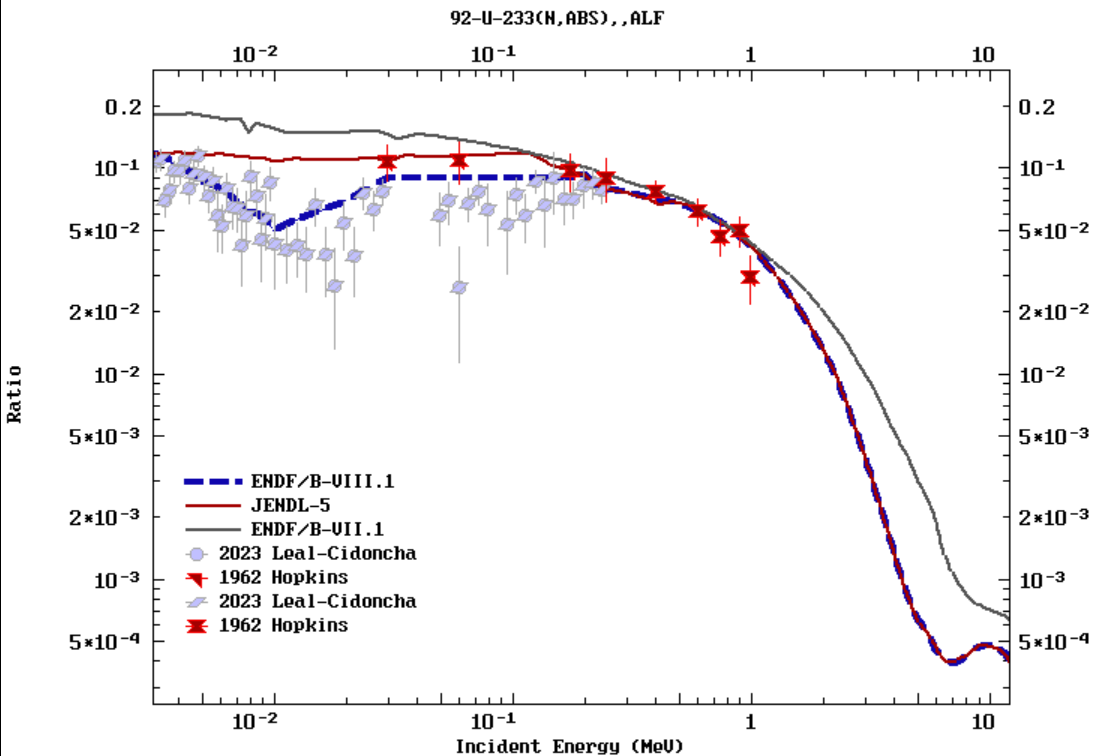 92-U-233(N,ABS),,ALF
10-2 10-1 1 10
0.2 0.2
10-1 10-1
5*10-2 5*10-2
2*10-2 2*10-2
10-2 10-2
5*10-3 5*10-3
2*10-3 2*10-3
10-3 10-3
5*10-4 5*10-4
Ratio
ENDF/B-VIII.1
JENDL-5
ENDF/B-VII.1
2023 Leal-Cidoncha
1962 Hopkins
2023 Leal-Cidoncha
1962 Hopkins
10-2 10-1 1 10
Incident Energy (MeV)